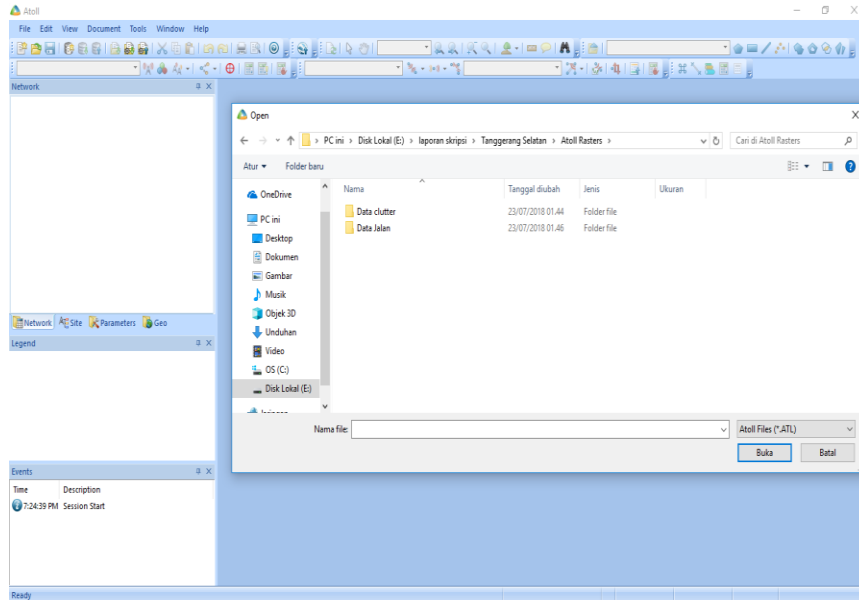 Atoll
File Edit View Document Tools Window Help
Network
Open
PC ini > Disk Lokal (E:) > laporan skripsi > Tanggerang Selatan > Atoll Rasters >
Cari di Atoll Rasters
Atur Folder baru
Nama Tanggal diubah Jenis Ukuran
OneDrive
PC ini
Desktop
Dokumen
Gambar
Musik
Objek 3D
Unduhan
Video
OS (C:)
Disk Lokal (E:)
Data clutter 23/07/2018 01.44 Folder file
Data Jalan 23/07/2018 01.46 Folder file
Network Site Parameters Geo
Legend
Nama file: Atoll Files (*.ATL)
Buka Batal
Events
Time Description
7:24:39 PM Session Start
Ready